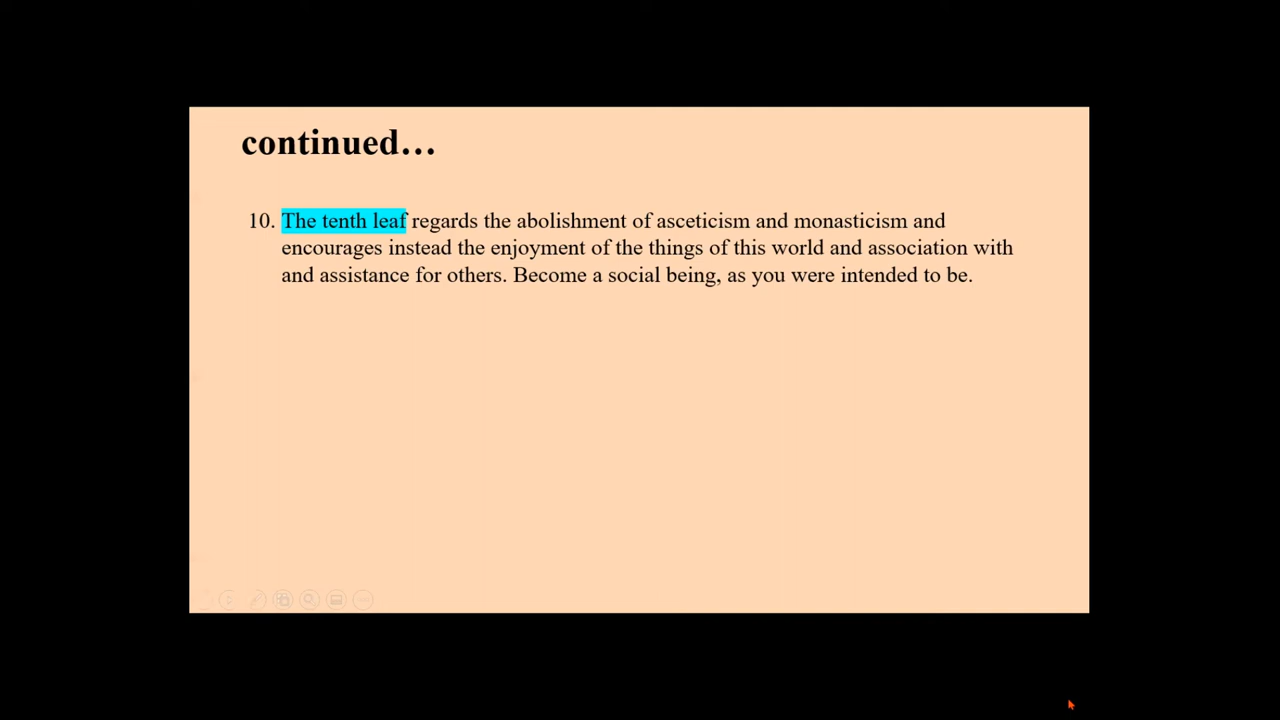 continued…
10. The tenth leaf regards the abolishment of asceticism and monasticism and
encourages instead the enjoyment of the things of this world and association with
and assistance for others. Become a social being, as you were intended to be.